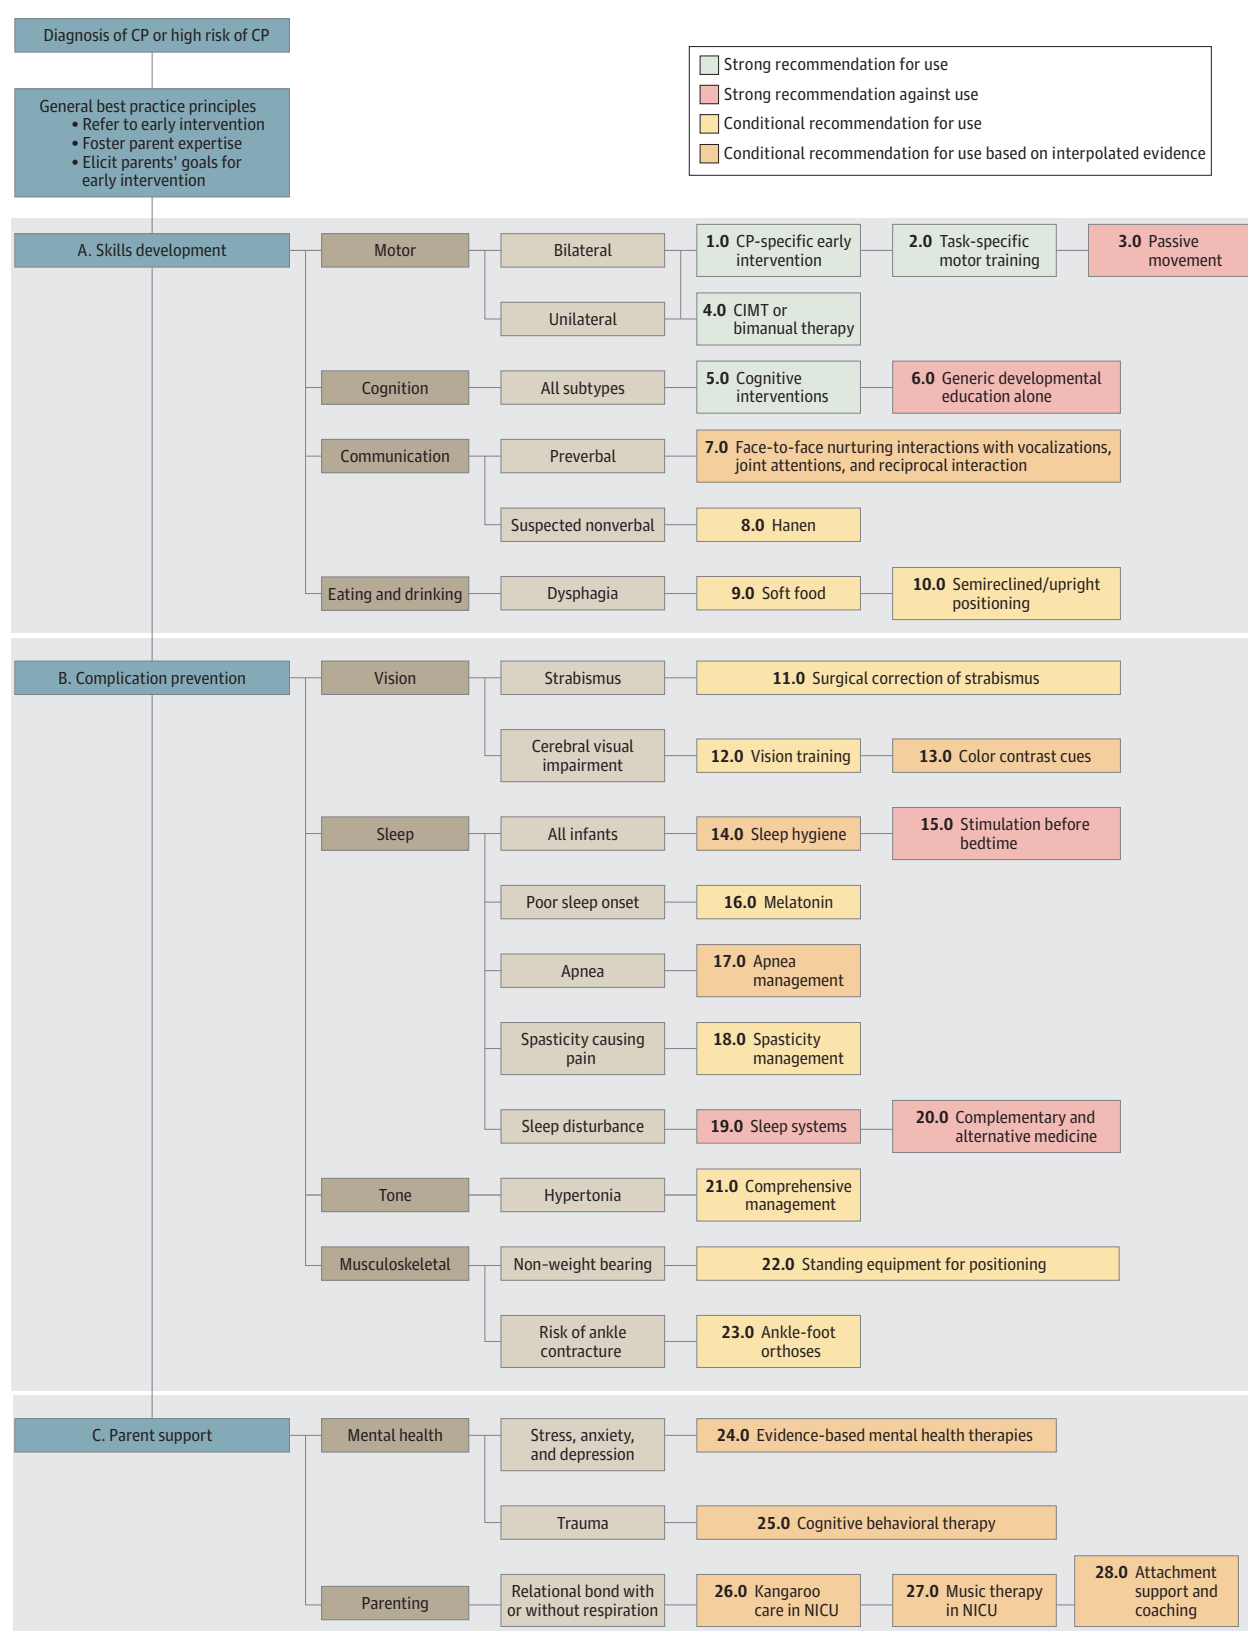 Diagnosis of CP or high risk of CP
General best practice principles
• Refer to early intervention
• Foster parent expertise
• Elicit parents' goals for
early intervention
Strong recommendation for use
Strong recommendation against use
Conditional recommendation for use
Conditional recommendation for use based on interpolated evidence
A. Skills development
Motor
Bilateral
1.0 CP-specific early
intervention
2.0 Task-specific
motor training
3.0 Passive
movement
Unilateral
4.0 CIMT or
bimanual therapy
Cognition
All subtypes
5.0 Cognitive
interventions
6.0 Generic developmental
education alone
Communication
Preverbal
7.0 Face-to-face nurturing interactions with vocalizations,
joint attentions, and reciprocal interaction
Suspected nonverbal
8.0 Hanen
Eating and drinking
Dysphagia
9.0 Soft food
10.0 Semireclined/upright
positioning
B. Complication prevention
Vision
Strabismus
11.0 Surgical correction of strabismus
Cerebral visual
impairment
12.0 Vision training
13.0 Color contrast cues
Sleep
All infants
14.0 Sleep hygiene
15.0 Stimulation before
bedtime
Poor sleep onset
16.0 Melatonin
Apnea
17.0 Apnea
management
Spasticity causing
pain
18.0 Spasticity
management
Sleep disturbance
19.0 Sleep systems
20.0 Complementary and
alternative medicine
Tone
Hypertonia
21.0 Comprehensive
management
Musculoskeletal
Non-weight bearing
22.0 Standing equipment for positioning
Risk of ankle
contracture
23.0 Ankle-foot
orthoses
C. Parent support
Mental health
Stress, anxiety,
and depression
24.0 Evidence-based mental health therapies
Trauma
25.0 Cognitive behavioral therapy
Parenting
Relational bond with
or without respiration
26.0 Kangaroo
care in NICU
27.0 Music therapy
in NICU
28.0 Attachment
support and
coaching